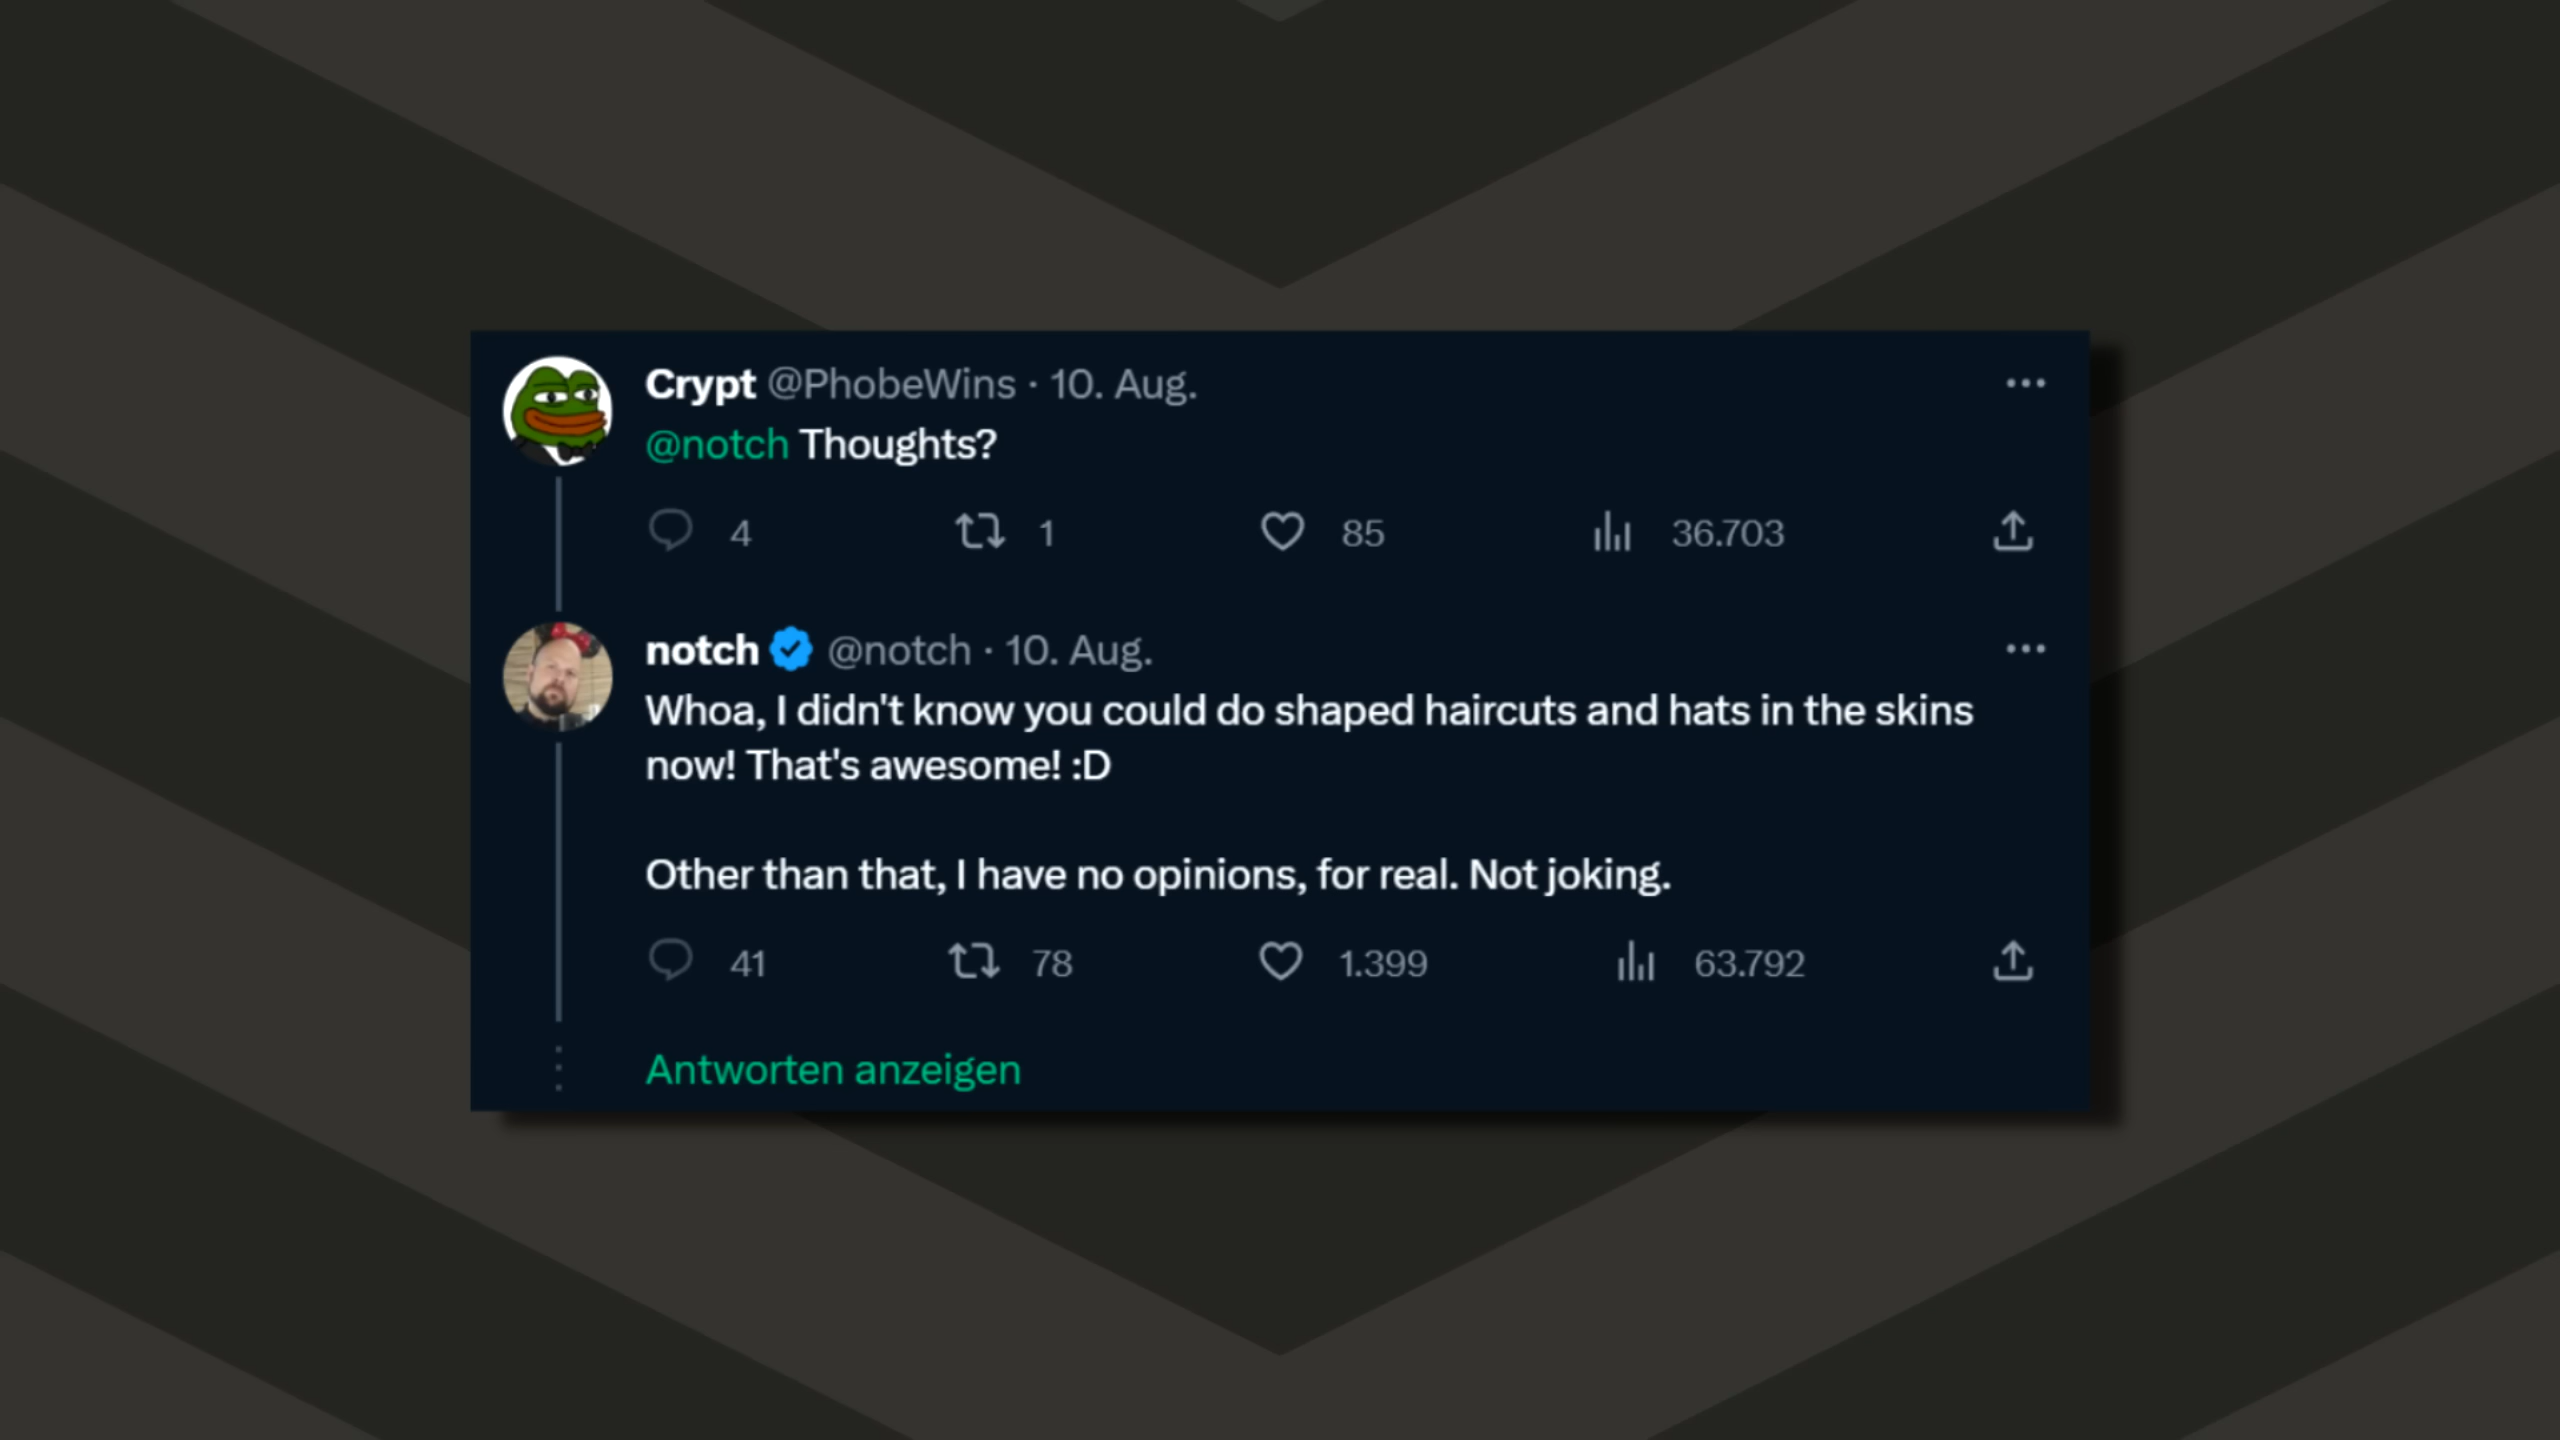 Crypt @PhobeWins · 10. Aug.
@notch Thoughts?
4 1 85 36.703
notch @notch · 10. Aug.
Whoa, I didn't know you could do shaped haircuts and hats in the skins
now! That's awesome! :D
Other than that, I have no opinions, for real. Not joking.
41 78 1.399 63.792
Antworten anzeigen